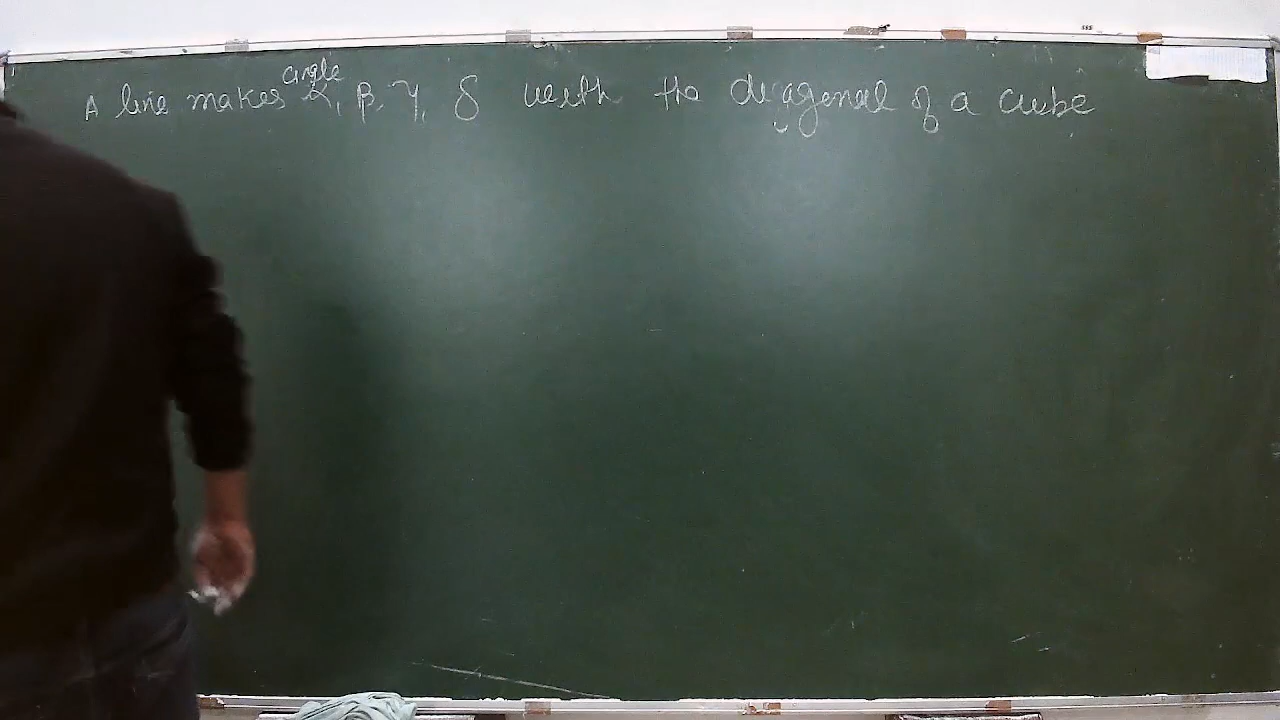 A line makes angle α, β, γ, δ with the diagonal of a cube